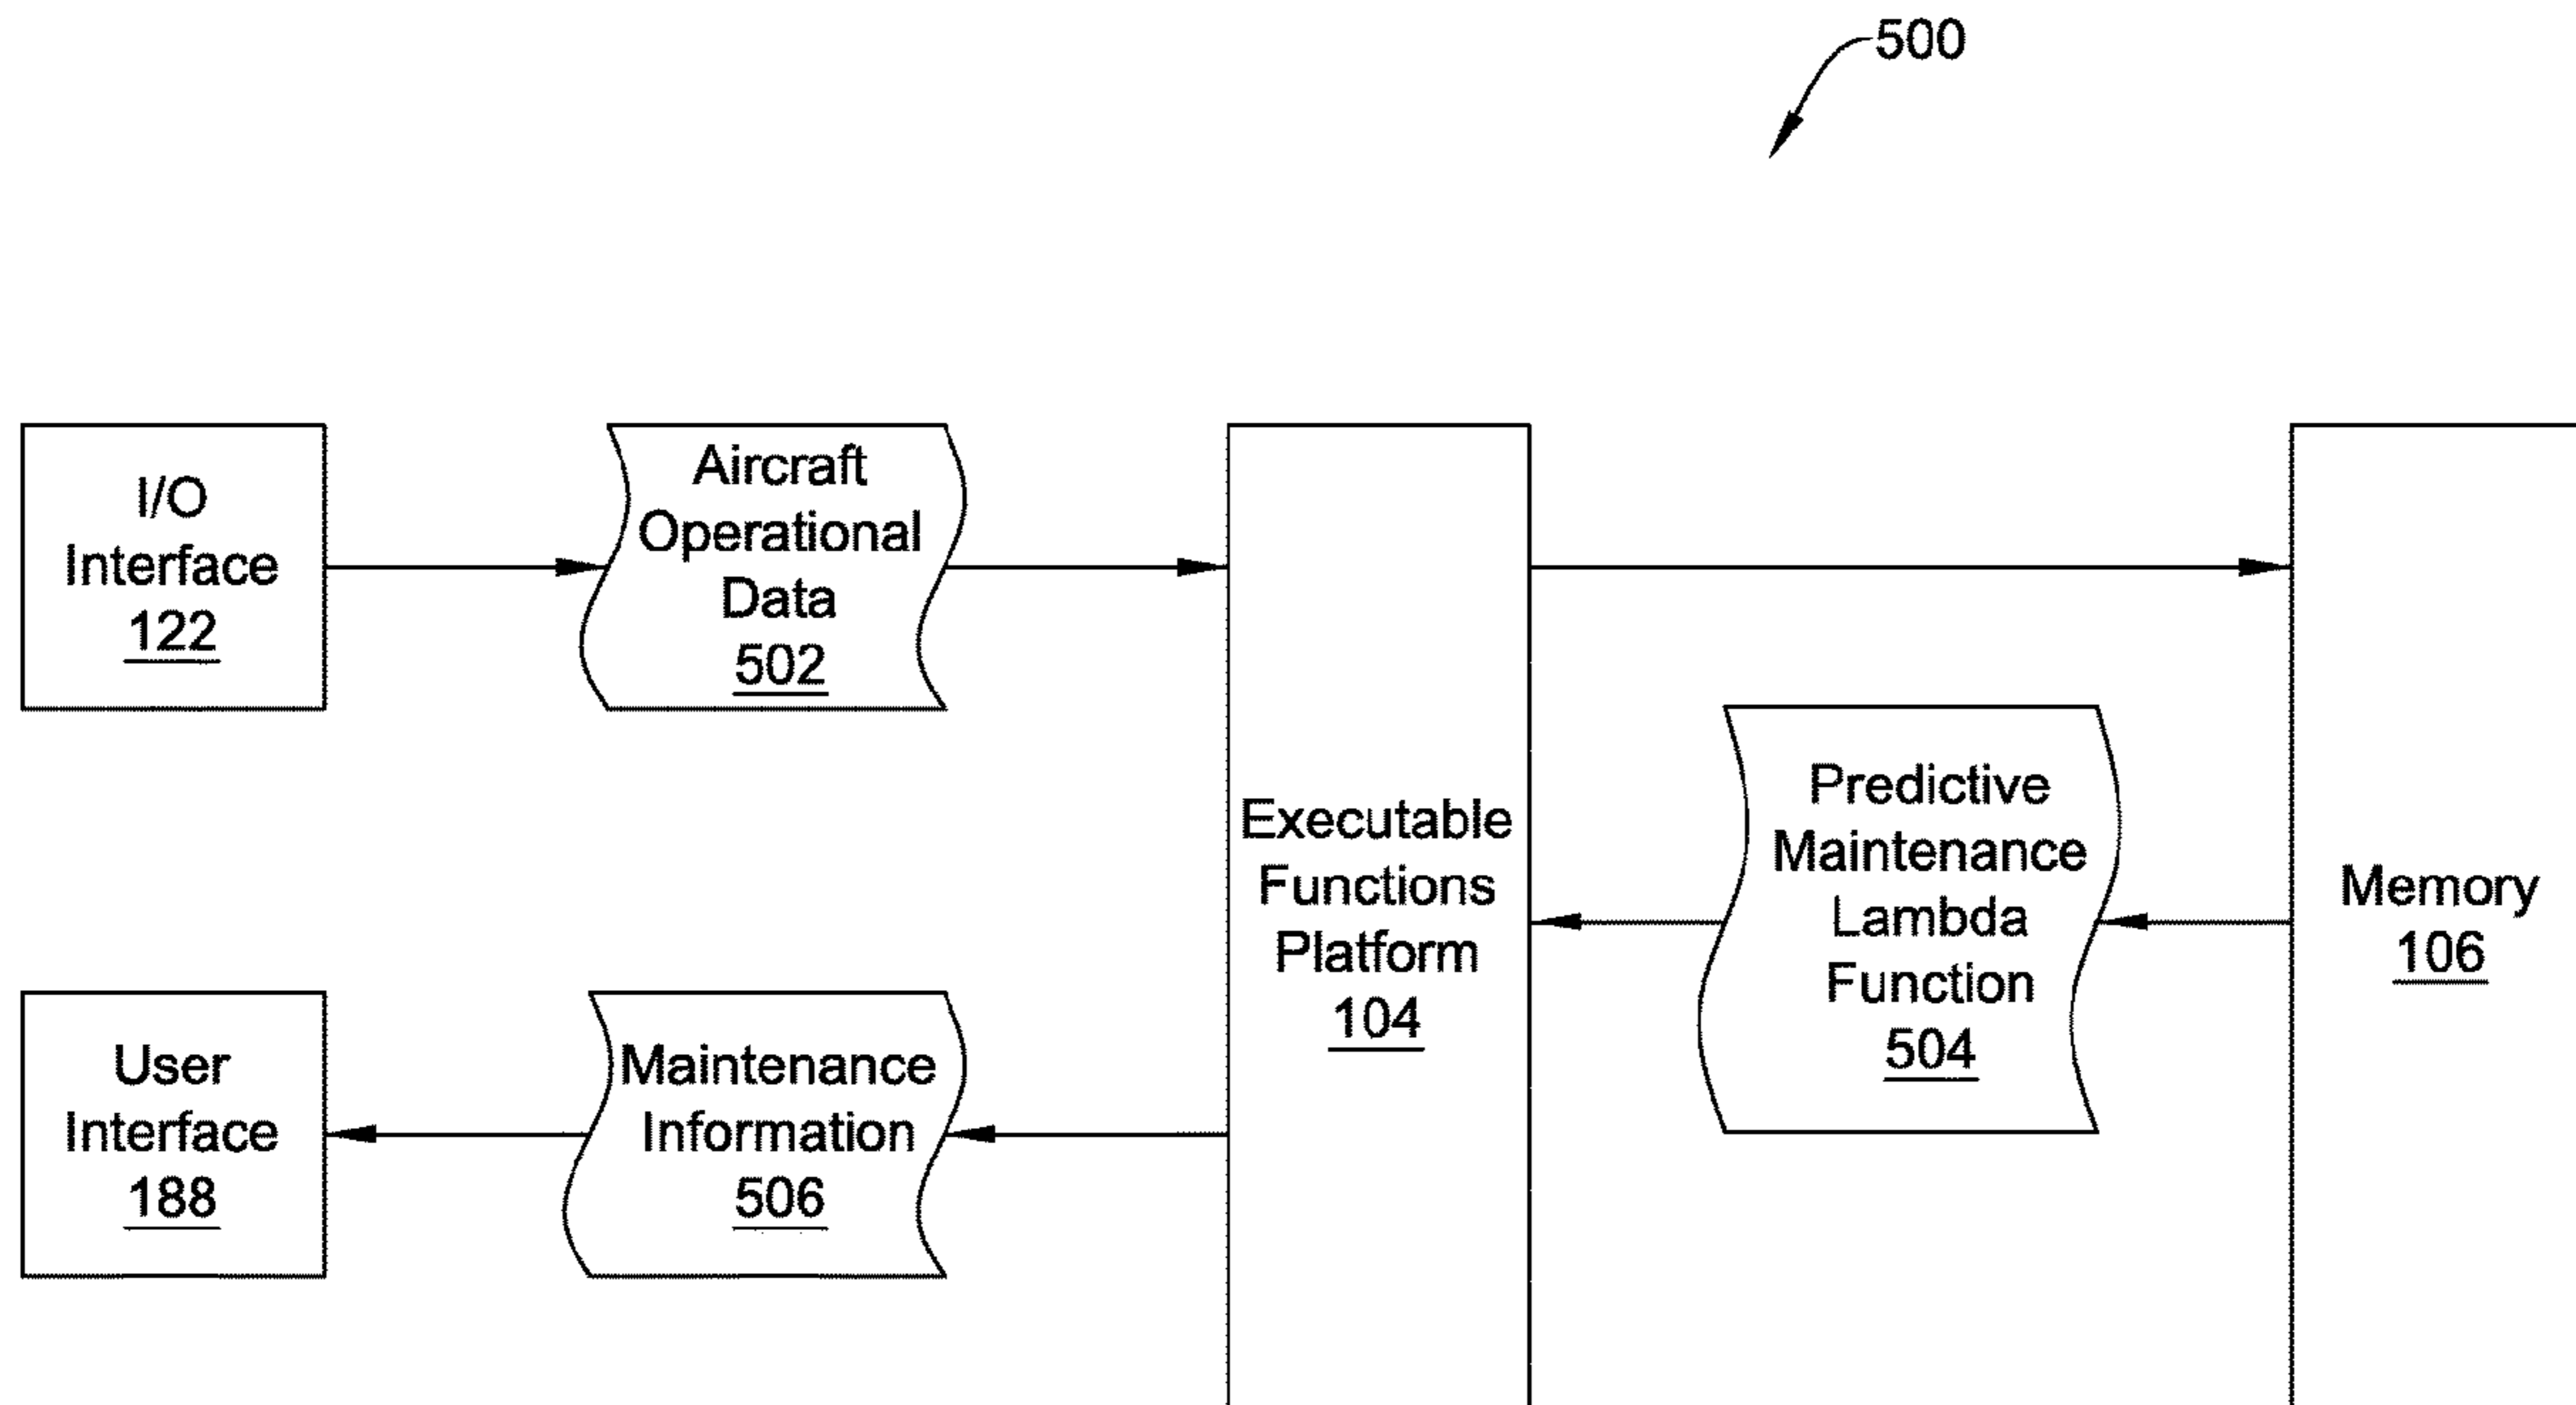 500
I/O
Interface
122
Aircraft
Operational
Data
502
Executable
Functions
Platform
104
Predictive
Maintenance
Lambda
Function
504
Memory
106
User
Interface
188
Maintenance
Information
506